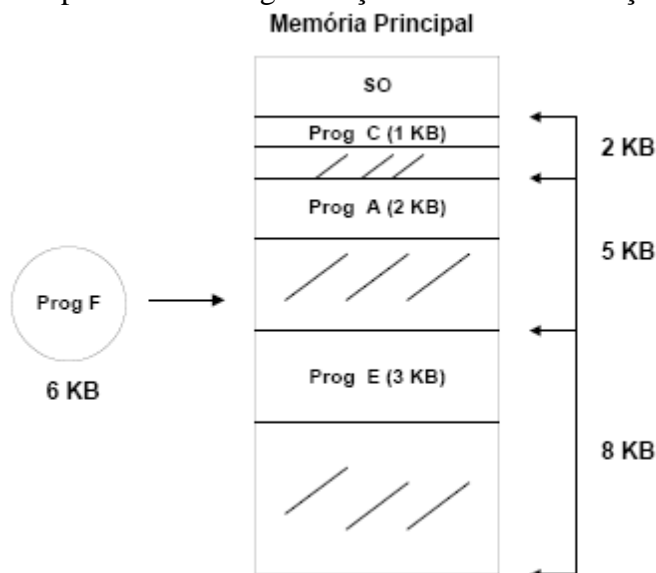 Memória Principal
SO
Prog C (1 KB)
2 KB
Prog A (2 KB)
5 KB
Prog F
6 KB
Prog E (3 KB)
8 KB